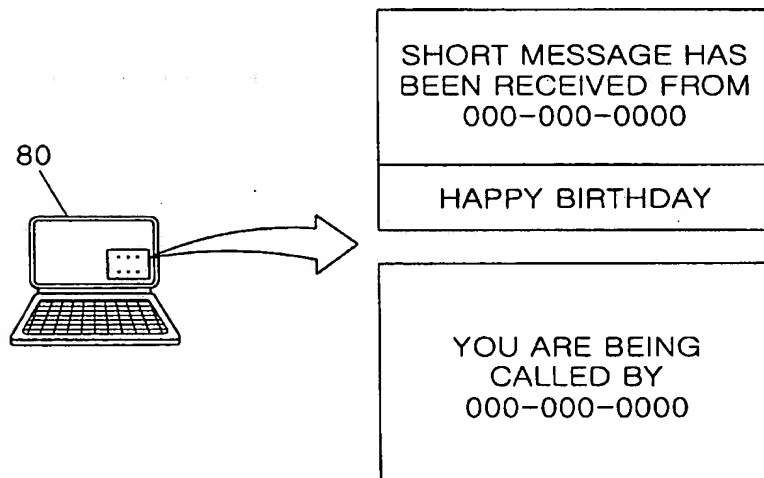 SHORT MESSAGE HAS
BEEN RECEIVED FROM
000-000-0000
80
HAPPY BIRTHDAY
YOU ARE BEING
CALLED BY
000-000-0000